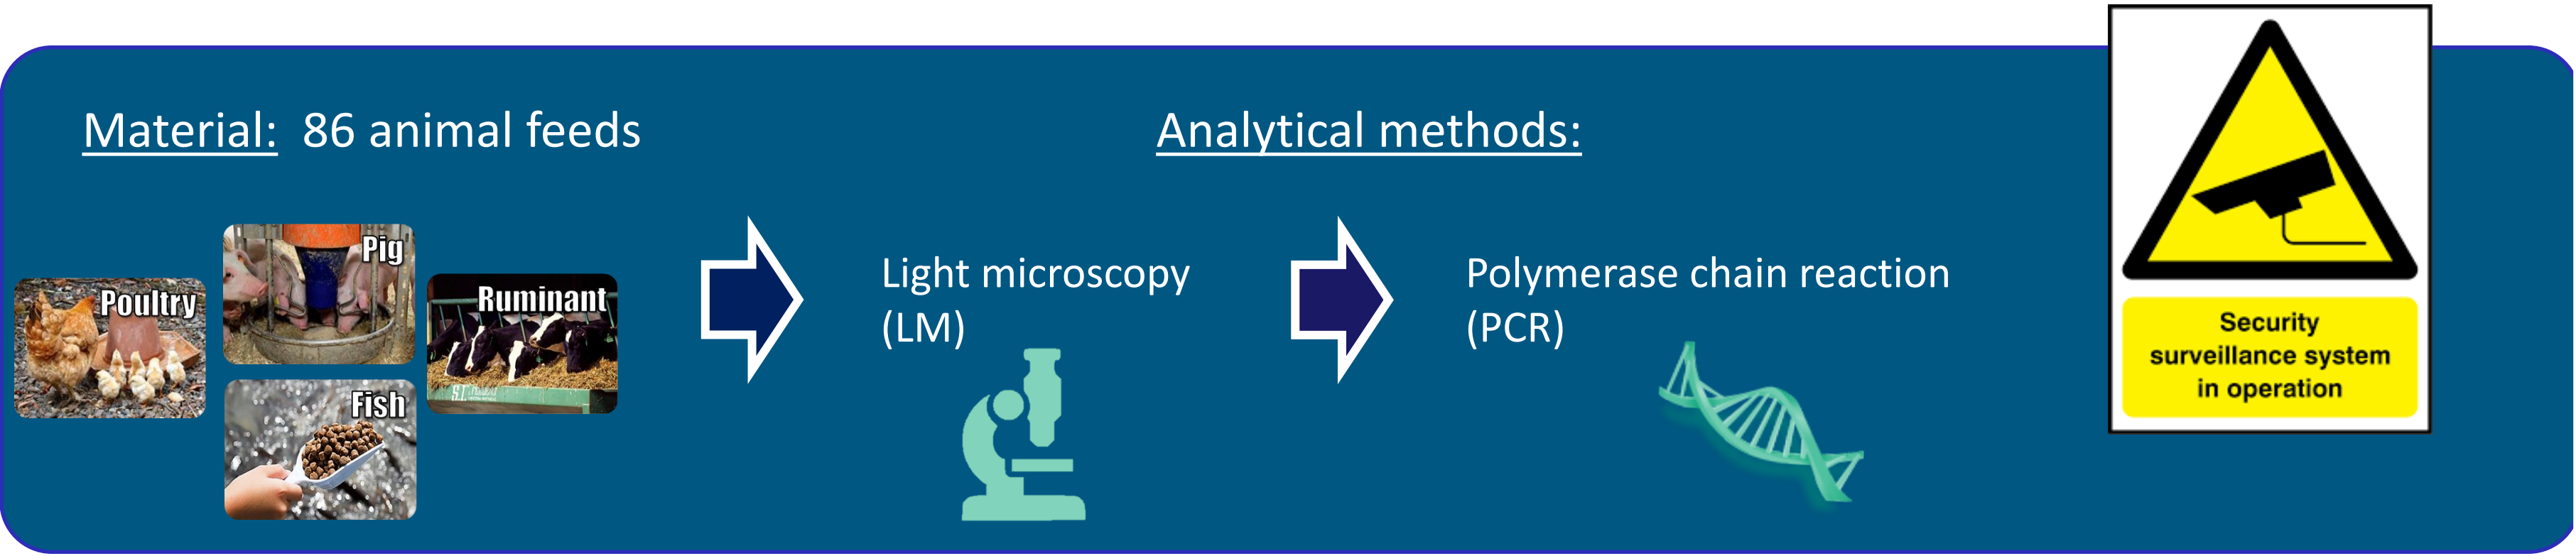 Material: 86 animal feeds
Analytical methods:
Poultry
Pig
Ruminant
Fish
Light microscopy
(LM)
Polymerase chain reaction
(PCR)
Security
surveillance system
in operation